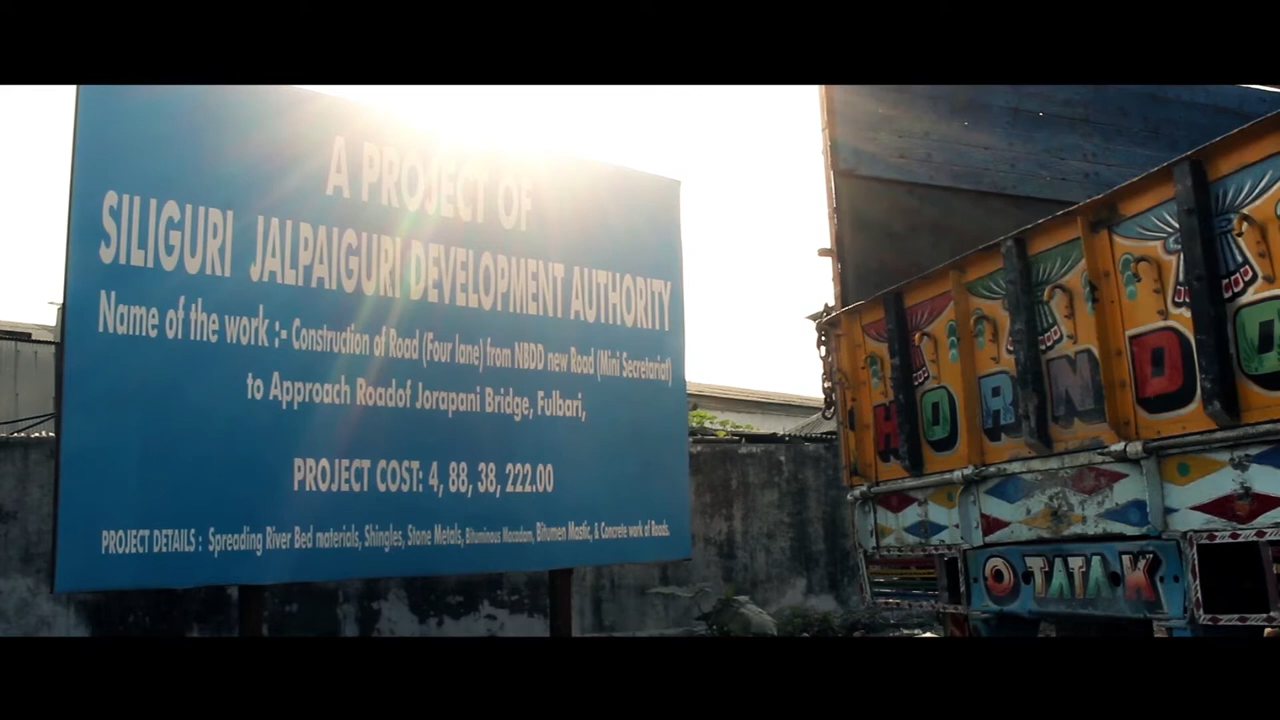 A PROJECT OF
SILIGURI JALPAIGURI DEVELOPMENT AUTHORITY
Name of the work :- Construction of Road (Four lane) from NBDD new Road (Mini Secretariat)
to Approach Roadof Jorapani Bridge, Fulbari,
PROJECT COST: 4, 88, 38, 222.00
PROJECT DETAILS : Spreading River Bed materials, Shingles, Stone Metals, Bituminous Macadam, Bitumen Mastic, & Concrete work of Roads.
HORN DO
O TATA K